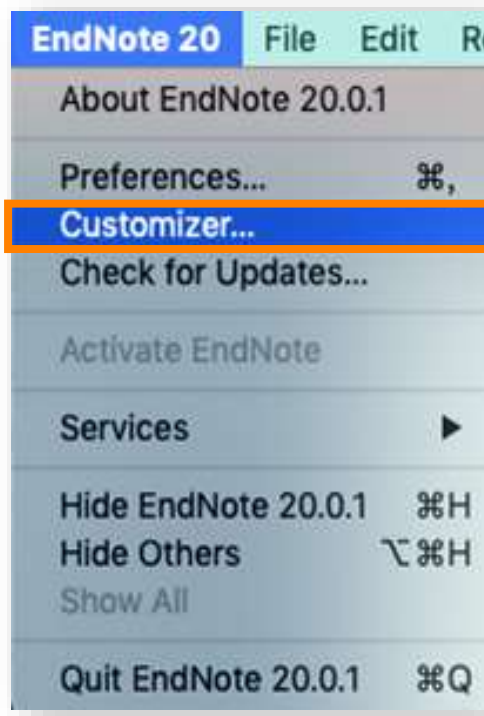 EndNote 20 File Edit R
About EndNote 20.0.1
Preferences... ⌘,
Customizer...
Check for Updates...
Activate EndNote
Services ▶
Hide EndNote 20.0.1 ⌘H
Hide Others ⌥⌘H
Show All
Quit EndNote 20.0.1 ⌘Q